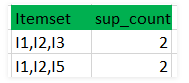 Itemset sup_count
I1,I2,I3 2
I1,I2,I5 2